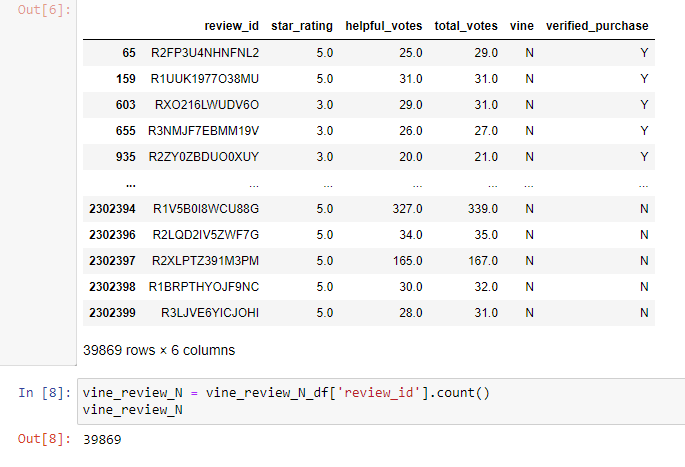 Out[6]:
review_id star_rating helpful_votes total_votes vine verified_purchase
65 R2FP3U4NHNFNL2 5.0 25.0 29.0 N Y
159 R1UUK1977O38MU 5.0 31.0 31.0 N Y
603 RXO216LWUDV6O 3.0 29.0 31.0 N Y
655 R3NMJF7EBMM19V 5.0 26.0 27.0 N Y
935 R2ZY0ZBDUO0XUY 3.0 20.0 21.0 N Y
... ... ... ... ... ... ...
2302394 R1V5B0I8WCU88G 5.0 327.0 339.0 N N
2302396 R2LQD2IV5ZWF7G 5.0 34.0 35.0 N N
2302397 R2XLPTZ391M3PM 5.0 165.0 167.0 N N
2302398 R1BRPTHYOJF9NC 5.0 30.0 32.0 N N
2302399 R3LJVE6YICJOHI 5.0 28.0 31.0 N N
39869 rows × 6 columns
In [8]: vine_review_N = vine_review_N_df['review_id'].count()
vine_review_N
Out[8]: 39869